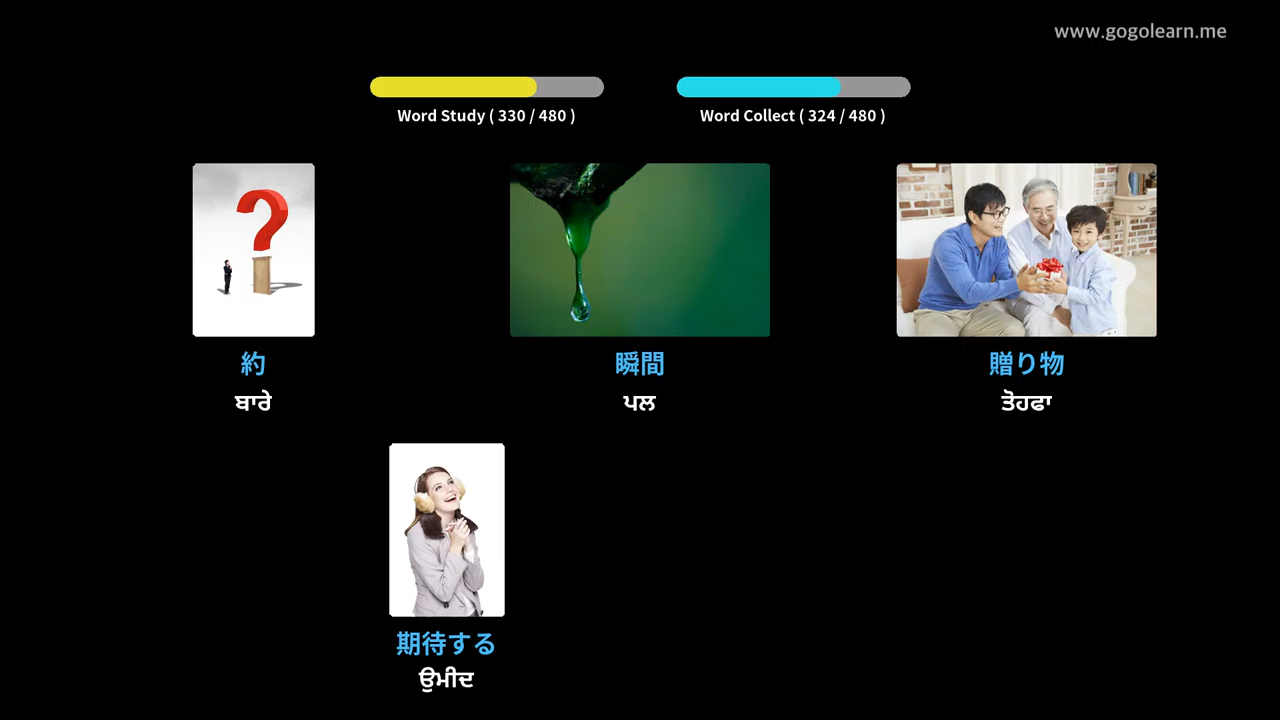 www.gogolearn.me
Word Study ( 330 / 480 )
Word Collect ( 324 / 480 )
約
ਬਾਰੇ
瞬間
ਪਲ
贈り物
ਤੋਹਫਾ
期待する
ਉਮੀਦ